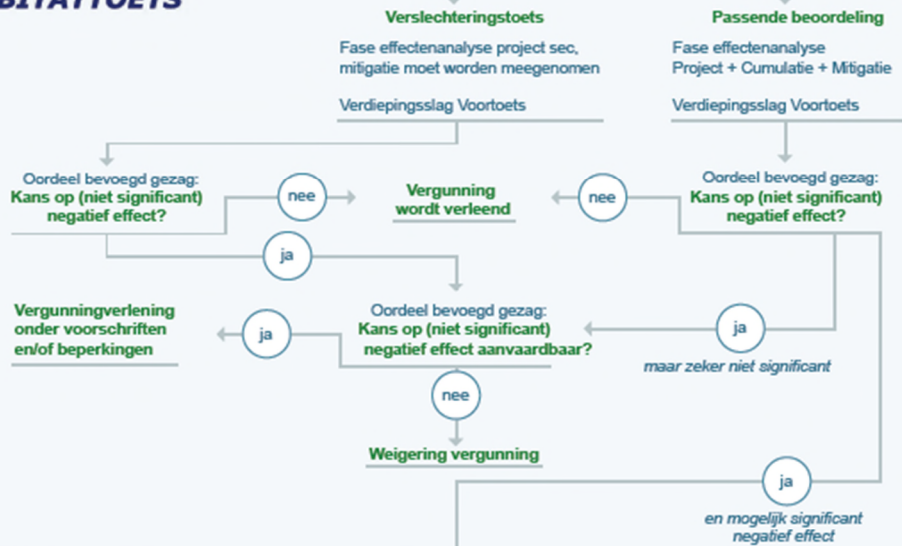 BITATTOETS
Verslechteringstoets
Fase effectenanalyse project sec,
mitigatie moet worden meegenomen
Verdiepingsslag Voortoets
Passende beoordeling
Fase effectenanalyse
Project + Cumulatie + Mitigatie
Verdiepingsslag Voortoets
Oordeel bevoegd gezag:
Kans op (niet significant)
negatief effect?
nee
Vergunning
wordt verleend
nee
Oordeel bevoegd gezag:
Kans op (niet significant)
negatief effect?
ja
Vergunningverlening
onder voorschriften
en/of beperkingen
ja
Oordeel bevoegd gezag:
Kans op (niet significant)
negatief effect aanvaardbaar?
ja
maar zeker niet significant
nee
Weigering vergunning
ja
en mogelijk significant
negatief effect